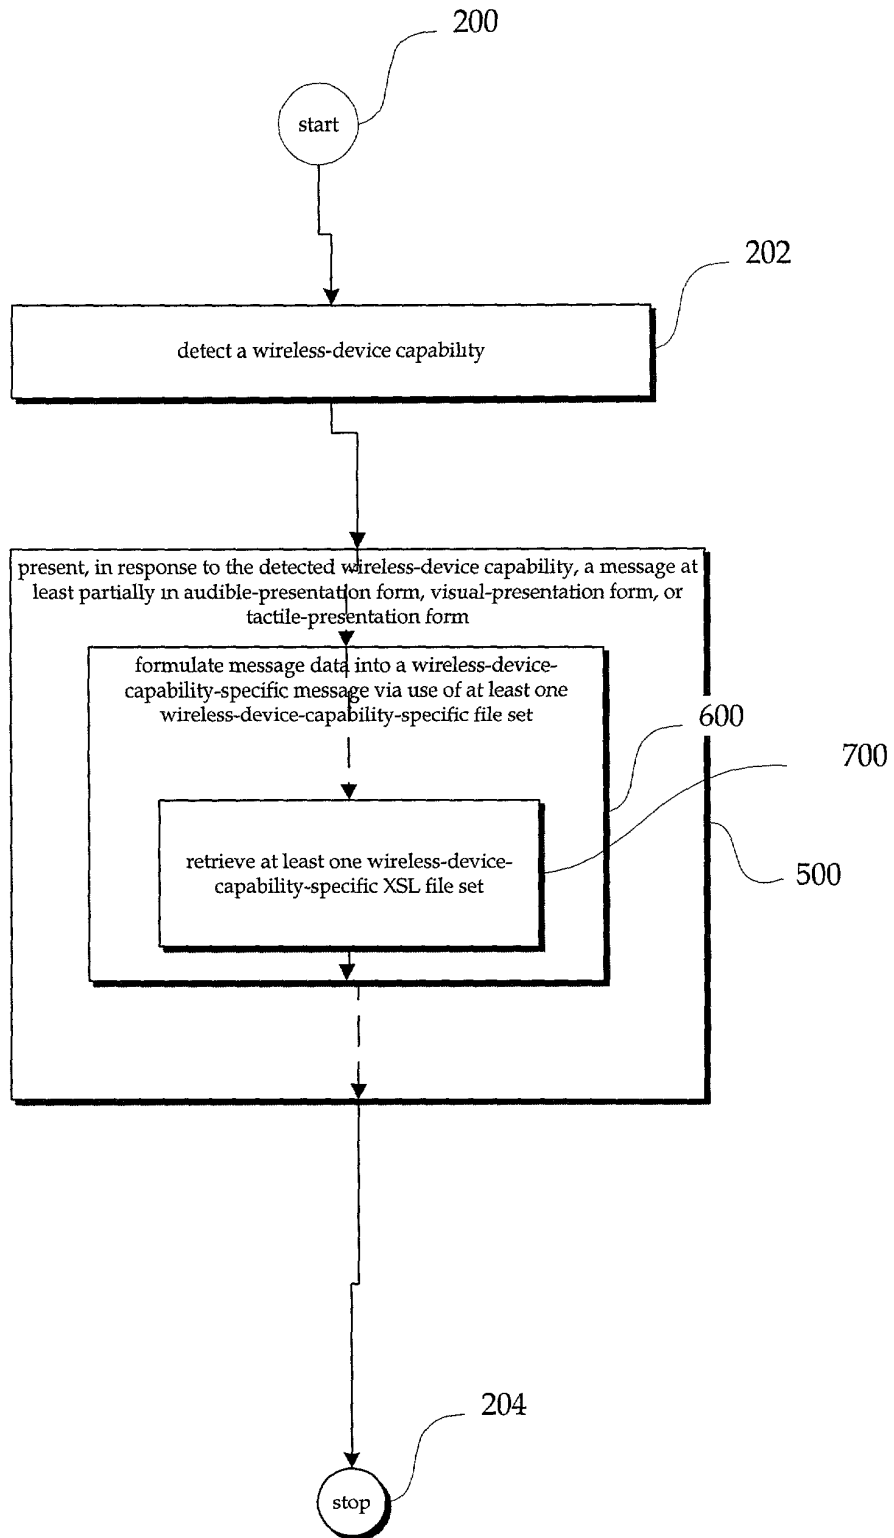 200
start
202
detect a wireless-device capability
present, in response to the detected wireless-device capability, a message at
least partially in audible-presentation form, visual-presentation form, or
tactile-presentation form
formulate message data into a wireless-device-
capability-specific message via use of at least one
wireless-device-capability-specific file set
600
700
retrieve at least one wireless-device-
capability-specific XSL file set
500
204
stop